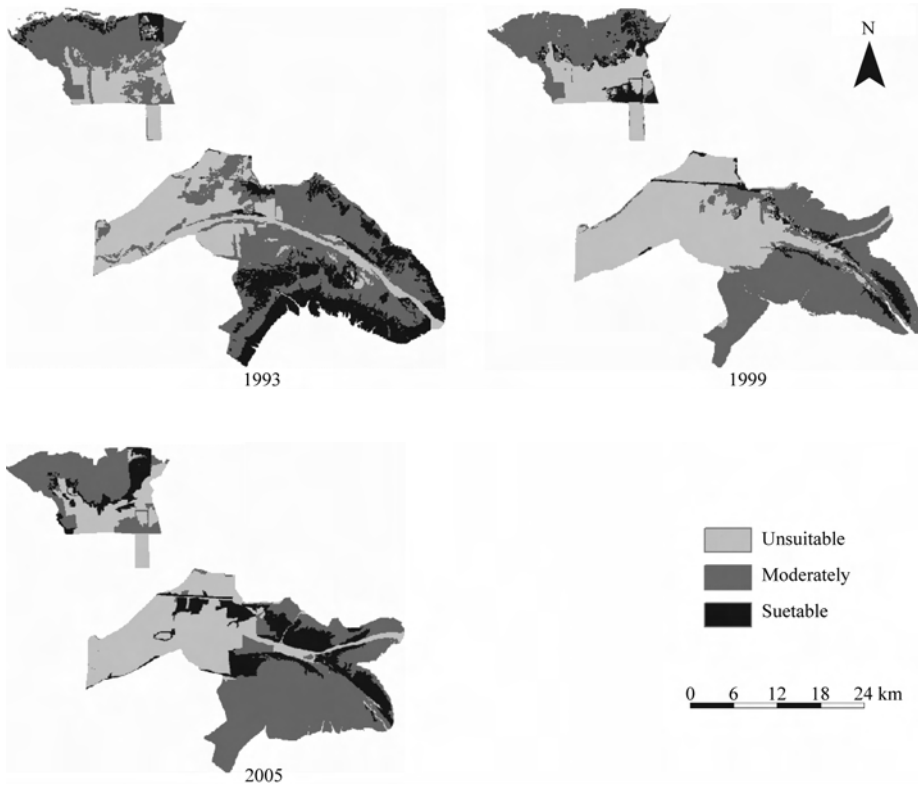 N
1993
1999
Unsuitable
Moderately
Suetable
0 6 12 18 24 km
2005